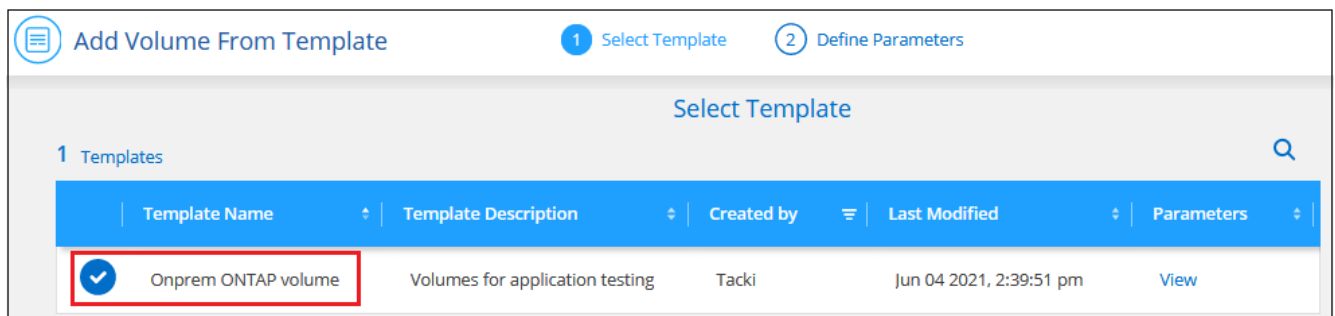 Add Volume From Template
1 Select Template
2 Define Parameters
Select Template
1 Templates
Template Name Template Description Created by Last Modified Parameters
Onprem ONTAP volume Volumes for application testing Tacki Jun 04 2021, 2:39:51 pm View